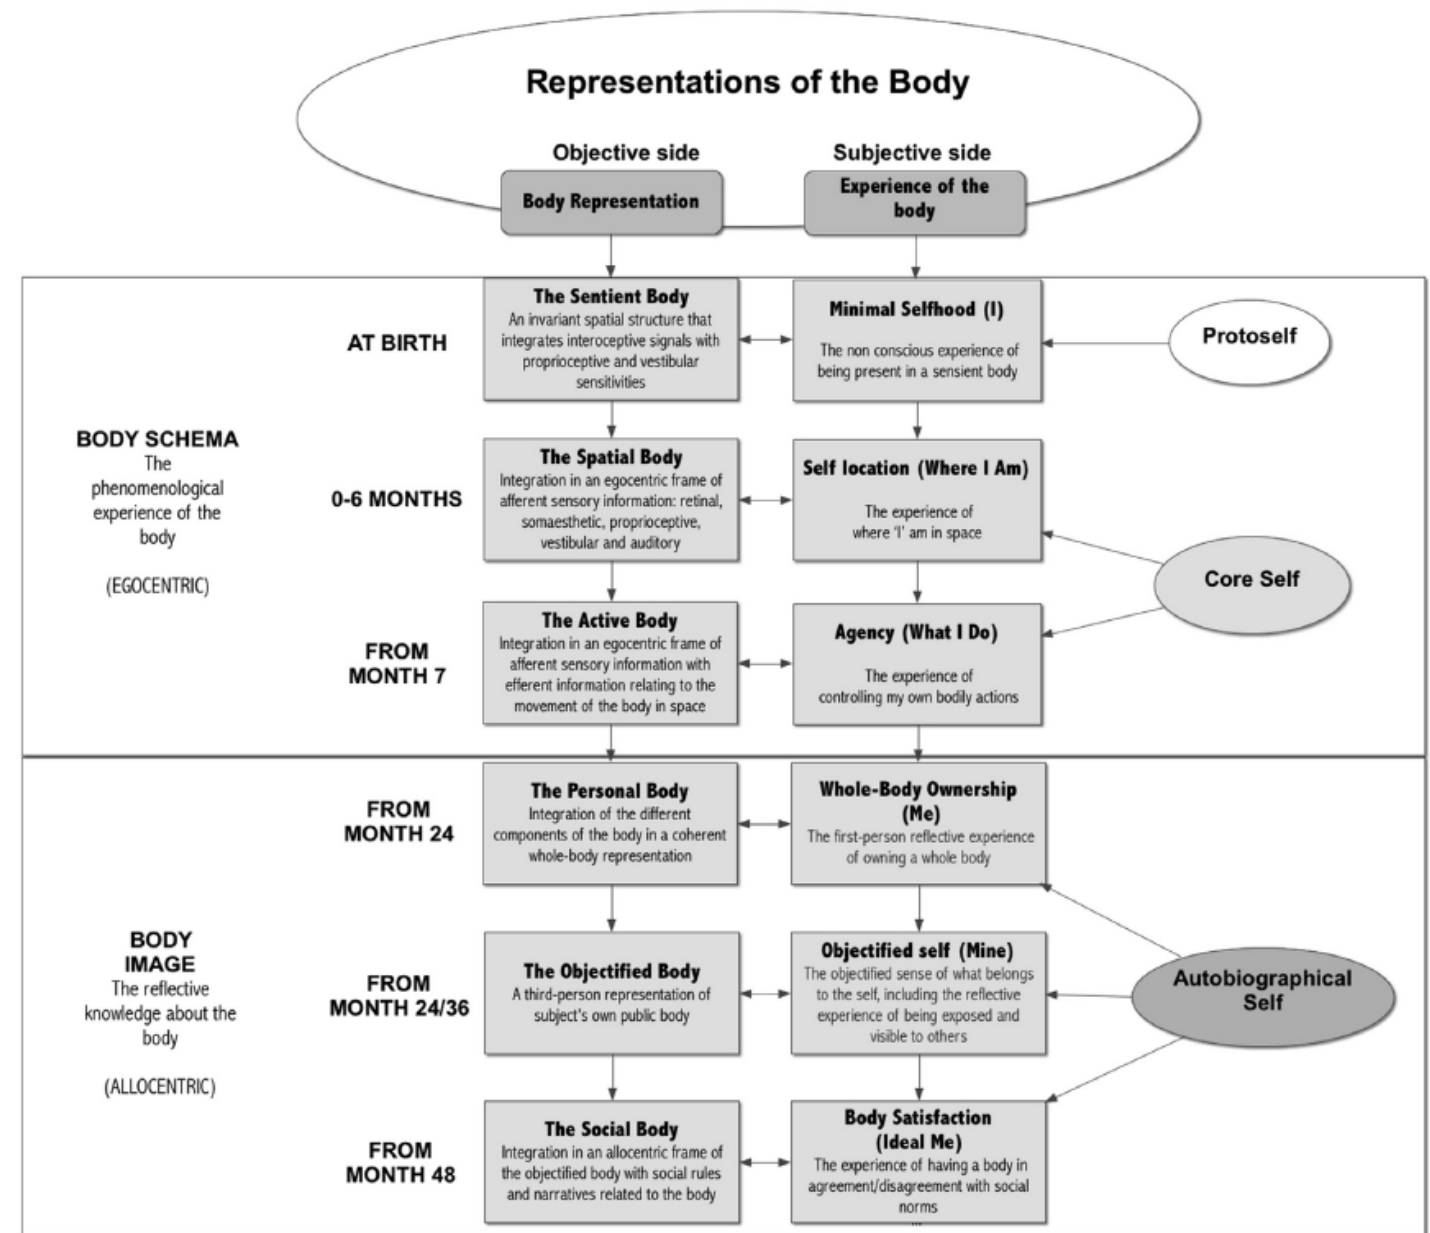 Representations of the Body
Objective side
Subjective side
Body Representation
Experience of the
body
The Sentient Body
An invariant spatial structure that
integrates interoceptive signals with
proprioceptive and vestibular
sensitivities
Minimal Selfhood (I)
The non conscious experience of
being present in a sensient body
Protoself
AT BIRTH
BODY SCHEMA
The
phenomenological
experience of the
body
(EGOCENTRIC)
0-6 MONTHS
The Spatial Body
Integration in an egocentric frame of
afferent sensory information: retinal,
somaesthetic, proprioceptive,
vestibular and auditory
Self location (Where I Am)
The experience of
where 'I' am in space
Core Self
FROM
MONTH 7
The Active Body
Integration in an egocentric frame of
afferent sensory information with
efferent information relating to the
movement of the body in space
Agency (What I Do)
The experience of
controlling my own bodily actions
FROM
MONTH 24
The Personal Body
Integration of the different
components of the body in a coherent
whole-body representation
Whole-Body Ownership
(Me)
The first-person reflective experience
of owning a whole body
BODY
IMAGE
The reflective
knowledge about the
body
(ALLOCENTRIC)
FROM
MONTH 24/36
The Objectified Body
A third-person representation of
subject's own public body
Objectified self (Mine)
The objectified sense of what belongs
to the self, including the reflective
experience of being exposed and
visible to others
Autobiographical
Self
FROM
MONTH 48
The Social Body
Integration in an allocentric frame of
the objectified body with social rules
and narratives related to the body
Body Satisfaction
(Ideal Me)
The experience of having a body in
agreement/disagreement with social
norms
...